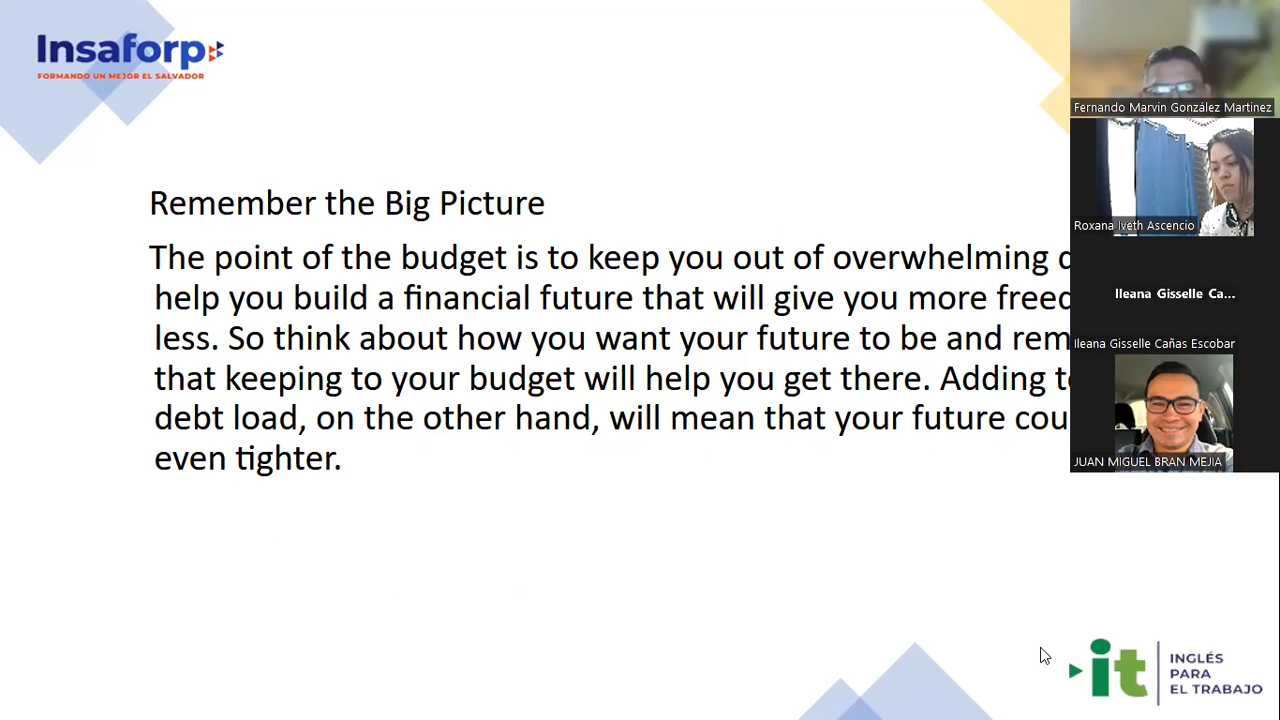 Insaforp
FORMANDO UN MEJOR EL SALVADOR
Remember the Big Picture
The point of the budget is to keep you out of overwhelming
help you build a financial future that will give you more
less. So think about how you want your future to be and
that keeping to your budget will help you get there. Adding
debt load, on the other hand, will mean that your future
even tighter.
Fernando Marvin González Martinez
Roxana Iveth Ascencio
Ileana Gisselle Ca...
Ileana Gisselle Cañas Escobar
JUAN MIGUEL BRAN MEJIA
it
INGLÉS
PARA
EL TRABAJO